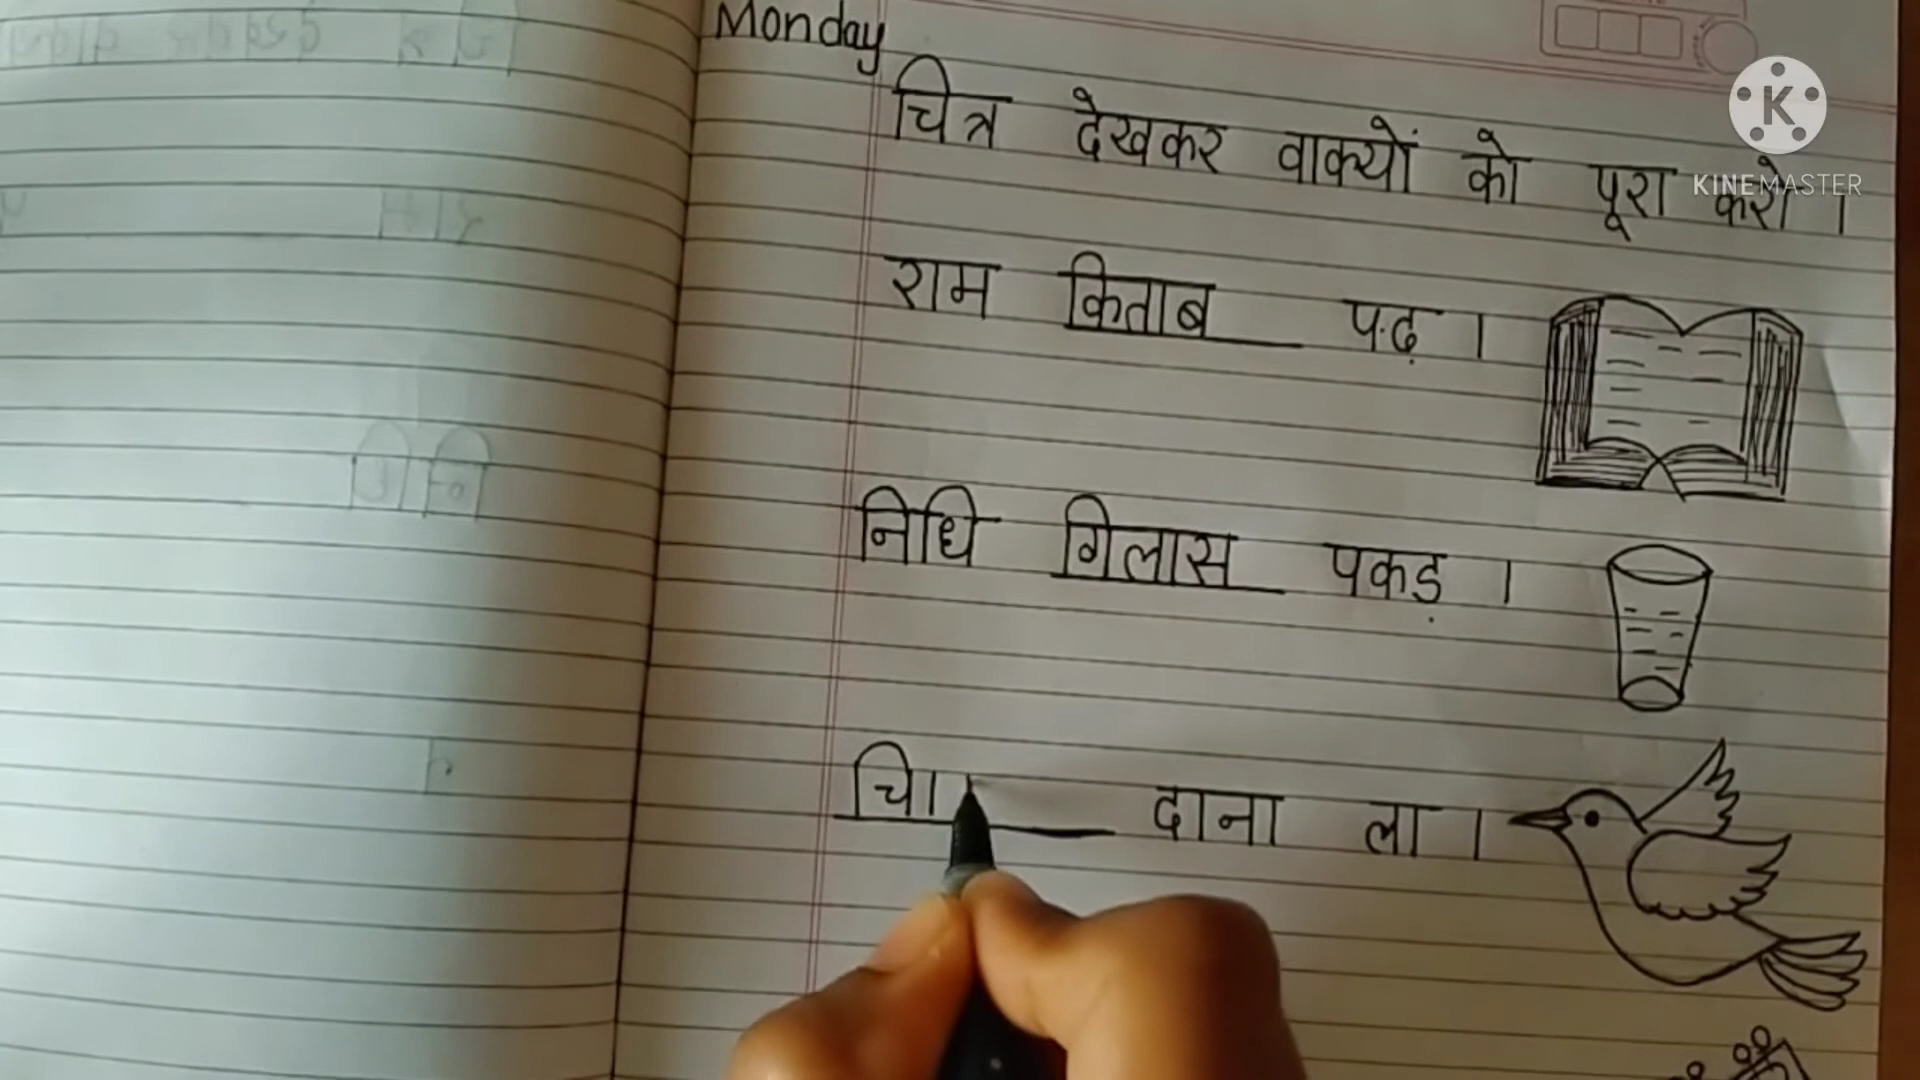 Monday
चित्र देखकर वाक्यों को पूरा करो ।
राम किताब पढ़ ।
निधि गिलास पकड़ ।
चि। दाना ला ।
K
KINEMASTER